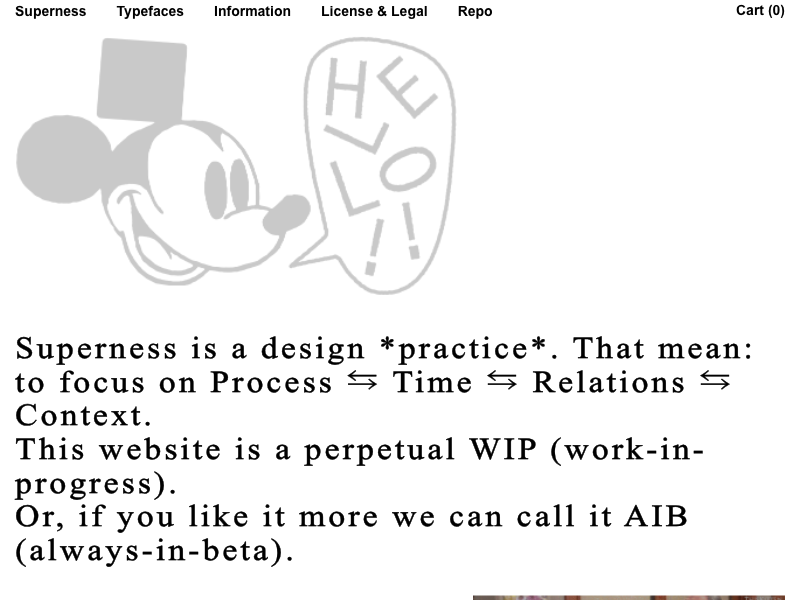 Superness Typefaces Information License & Legal Repo Cart (0)
HE
L
LO
!!
Superness is a design *practice*. That mean:
to focus on Process ⇆ Time ⇆ Relations ⇆
Context.
This website is a perpetual WIP (work-in-
progress).
Or, if you like it more we can call it AIB
(always-in-beta).